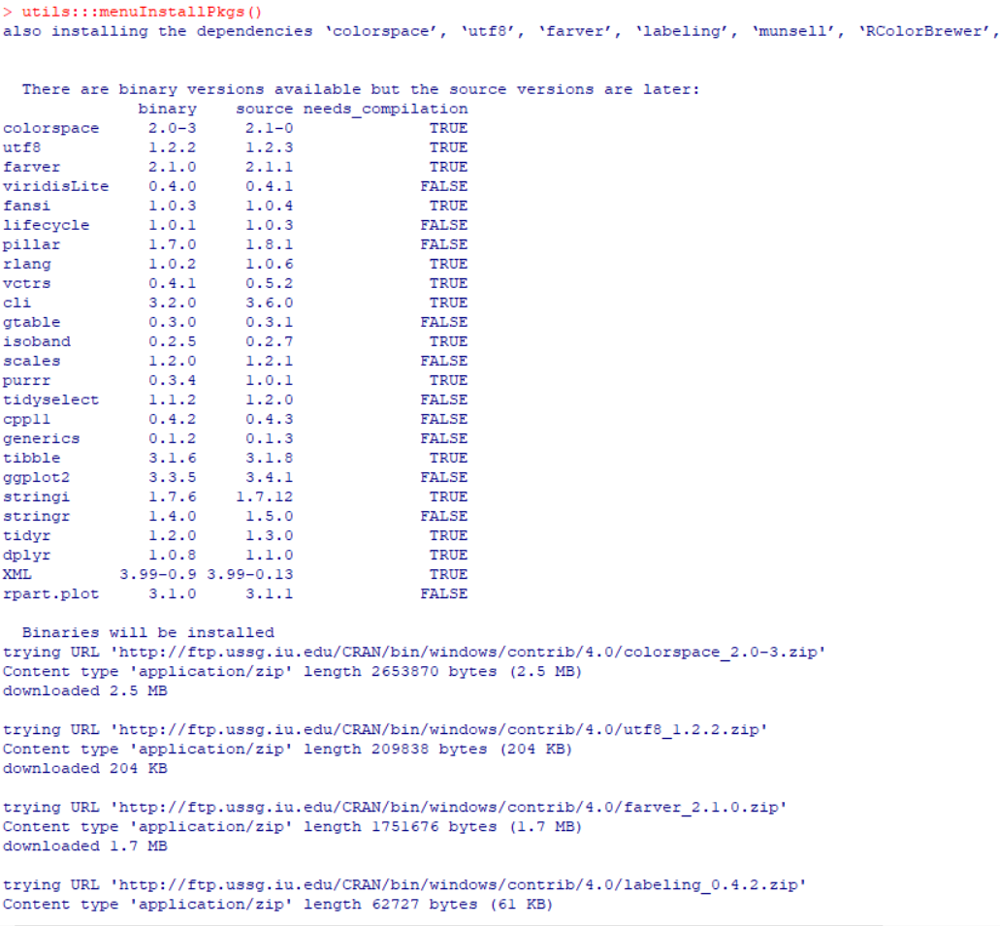 > utils:::menuInstallPkgs()
also installing the dependencies ‘colorspace’, ‘utf8’, ‘farver’, ‘labeling’, ‘munsell’, ‘RColorBrewer’,
There are binary versions available but the source versions are later:
binary source needs_compilation
colorspace 2.0-3 2.1-0 TRUE
utf8 1.2.2 1.2.3 TRUE
farver 2.1.0 2.1.1 TRUE
viridisLite 0.4.0 0.4.1 FALSE
fansi 1.0.3 1.0.4 TRUE
lifecycle 1.0.1 1.0.3 FALSE
pillar 1.7.0 1.8.1 FALSE
rlang 1.0.2 1.0.6 TRUE
vctrs 0.4.1 0.5.2 TRUE
cli 3.2.0 3.6.0 TRUE
gtable 0.3.0 0.3.1 FALSE
isoband 0.2.5 0.2.7 TRUE
scales 1.2.0 1.2.1 FALSE
purrr 0.3.4 1.0.1 TRUE
tidyselect 1.1.2 1.2.0 FALSE
cpp11 0.4.2 0.4.3 FALSE
generics 0.1.2 0.1.3 FALSE
tibble 3.1.6 3.1.8 TRUE
ggplot2 3.3.5 3.4.1 FALSE
stringi 1.7.6 1.7.12 TRUE
stringr 1.4.0 1.5.0 FALSE
tidyr 1.2.0 1.3.0 TRUE
dplyr 1.0.8 1.1.0 TRUE
XML 3.99-0.9 3.99-0.13 TRUE
rpart.plot 3.1.0 3.1.1 FALSE
Binaries will be installed
trying URL 'http://ftp.ussg.iu.edu/CRAN/bin/windows/contrib/4.0/colorspace_2.0-3.zip'
Content type 'application/zip' length 2653870 bytes (2.5 MB)
downloaded 2.5 MB
trying URL 'http://ftp.ussg.iu.edu/CRAN/bin/windows/contrib/4.0/utf8_1.2.2.zip'
Content type 'application/zip' length 209838 bytes (204 KB)
downloaded 204 KB
trying URL 'http://ftp.ussg.iu.edu/CRAN/bin/windows/contrib/4.0/farver_2.1.0.zip'
Content type 'application/zip' length 1751676 bytes (1.7 MB)
downloaded 1.7 MB
trying URL 'http://ftp.ussg.iu.edu/CRAN/bin/windows/contrib/4.0/labeling_0.4.2.zip'
Content type 'application/zip' length 62727 bytes (61 KB)